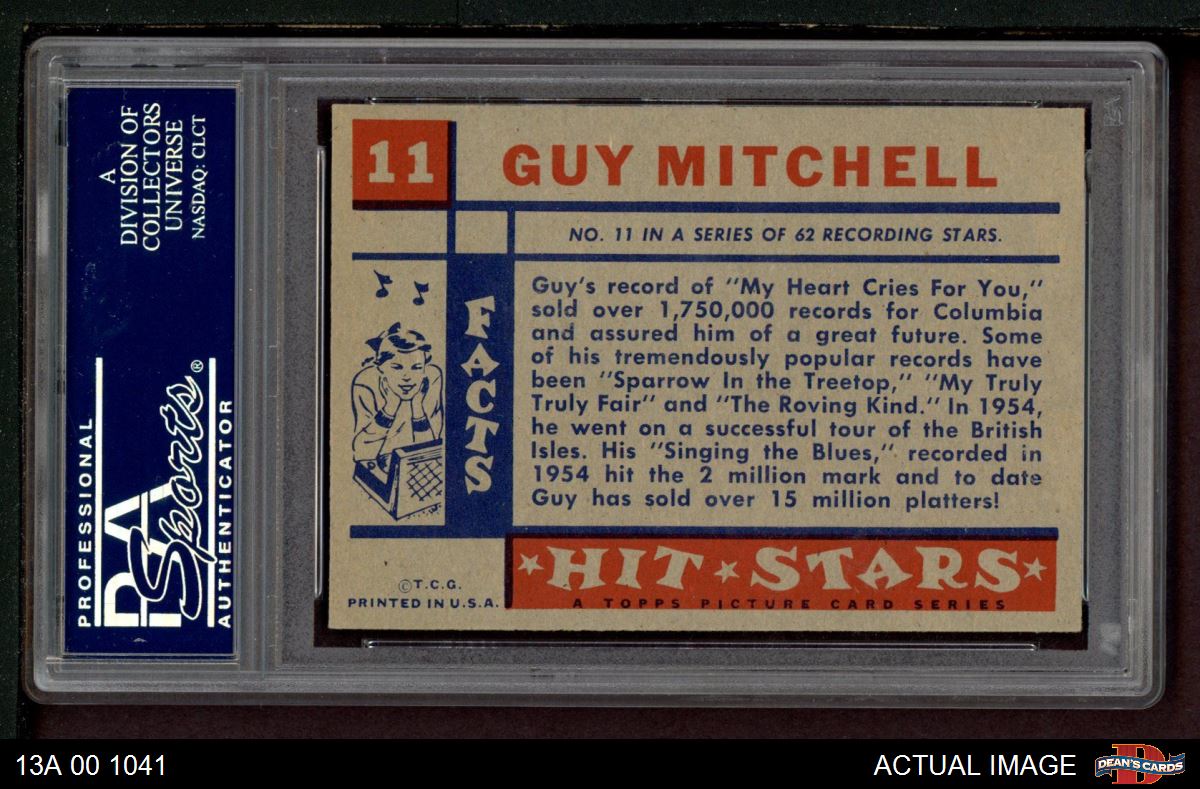 A
DIVISION OF
COLLECTORS
UNIVERSE
NASDAQ: CLCT
PROFESSIONAL
PSA
Sports®
AUTHENTICATOR
11
GUY MITCHELL
NO. 11 IN A SERIES OF 62 RECORDING STARS.
FACTS
Guy's record of "My Heart Cries For You,"
sold over 1,750,000 records for Columbia
and assured him of a great future. Some
of his tremendously popular records have
been "Sparrow In the Treetop," "My Truly
Truly Fair" and "The Roving Kind." In 1954,
he went on a successful tour of the British
Isles. His "Singing the Blues," recorded in
1954 hit the 2 million mark and to date
Guy has sold over 15 million platters!
©T.C.G.
PRINTED IN U.S.A.
HIT STARS
A TOPPS PICTURE CARD SERIES
13A 00 1041
ACTUAL IMAGE
DEAN'S CARDS